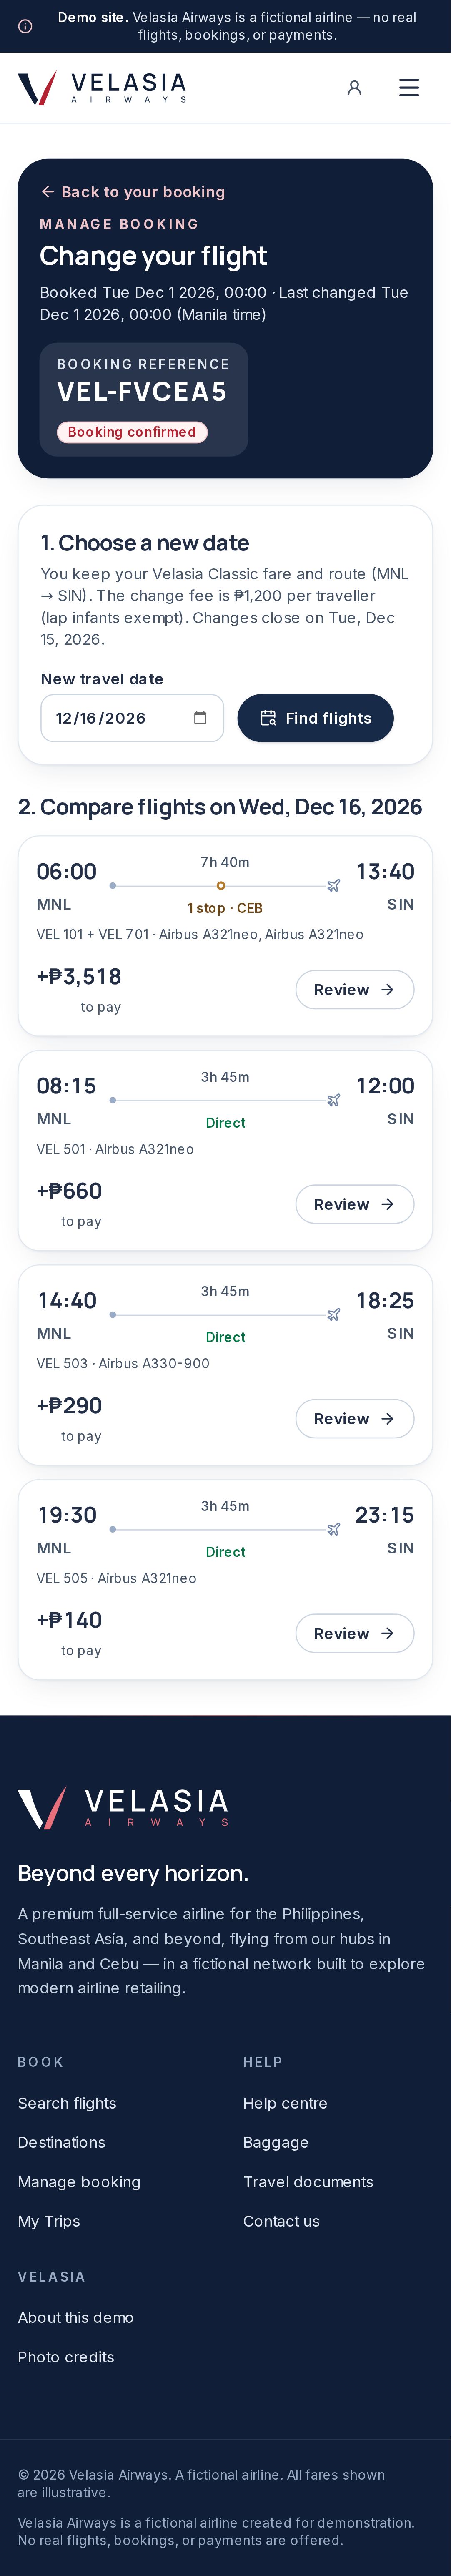 Demo site. Velasia Airways is a fictional airline — no real
flights, bookings, or payments.
VELASIA
AIRWAYS
← Back to your booking
MANAGE BOOKING
Change your flight
Booked Tue Dec 1 2026, 00:00 · Last changed Tue
Dec 1 2026, 00:00 (Manila time)
BOOKING REFERENCE
VEL-FVCEA5
Booking confirmed
1. Choose a new date
You keep your Velasia Classic fare and route (MNL
→ SIN). The change fee is ₱1,200 per traveller
(lap infants exempt). Changes close on Tue, Dec
15, 2026.
New travel date
12/16/2026
Find flights
2. Compare flights on Wed, Dec 16, 2026
06:00
7h 40m
13:40
MNL
1 stop · CEB
SIN
VEL 101 + VEL 701 · Airbus A321neo, Airbus A321neo
+₱3,518
to pay
Review →
08:15
3h 45m
12:00
MNL
Direct
SIN
VEL 501 · Airbus A321neo
+₱660
to pay
Review →
14:40
3h 45m
18:25
MNL
Direct
SIN
VEL 503 · Airbus A330-900
+₱290
to pay
Review →
19:30
3h 45m
23:15
MNL
Direct
SIN
VEL 505 · Airbus A321neo
+₱140
to pay
Review →
VELASIA
AIRWAYS
Beyond every horizon.
A premium full-service airline for the Philippines,
Southeast Asia, and beyond, flying from our hubs in
Manila and Cebu — in a fictional network built to explore
modern airline retailing.
BOOK
Search flights
Destinations
Manage booking
My Trips
HELP
Help centre
Baggage
Travel documents
Contact us
VELASIA
About this demo
Photo credits
© 2026 Velasia Airways. A fictional airline. All fares shown
are illustrative.
Velasia Airways is a fictional airline created for demonstration.
No real flights, bookings, or payments are offered.